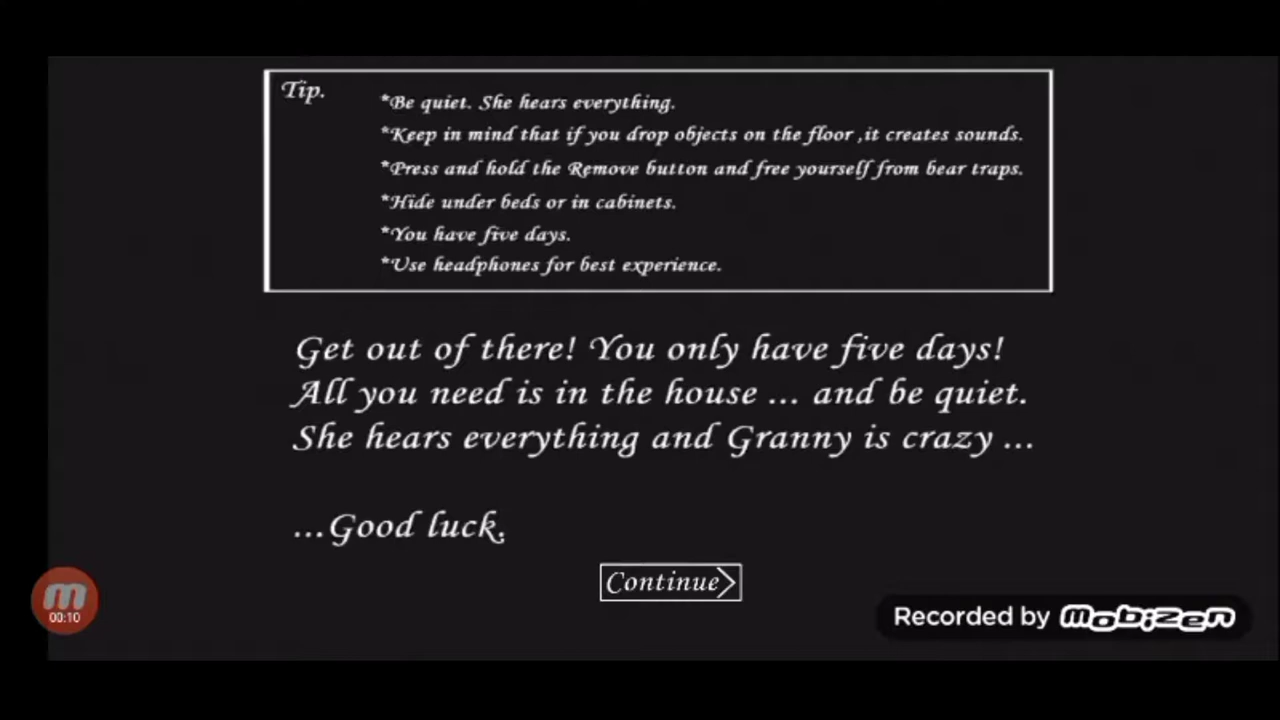 Tip.
*Be quiet. She hears everything.
*Keep in mind that if you drop objects on the floor ,it creates sounds.
*Press and hold the Remove button and free yourself from bear traps.
*Hide under beds or in cabinets.
*You have five days.
*Use headphones for best experience.
Get out of there! You only have five days!
All you need is in the house ... and be quiet.
She hears everything and Granny is crazy ...
...Good luck.
Continue>
m
00:10
Recorded by mobizen